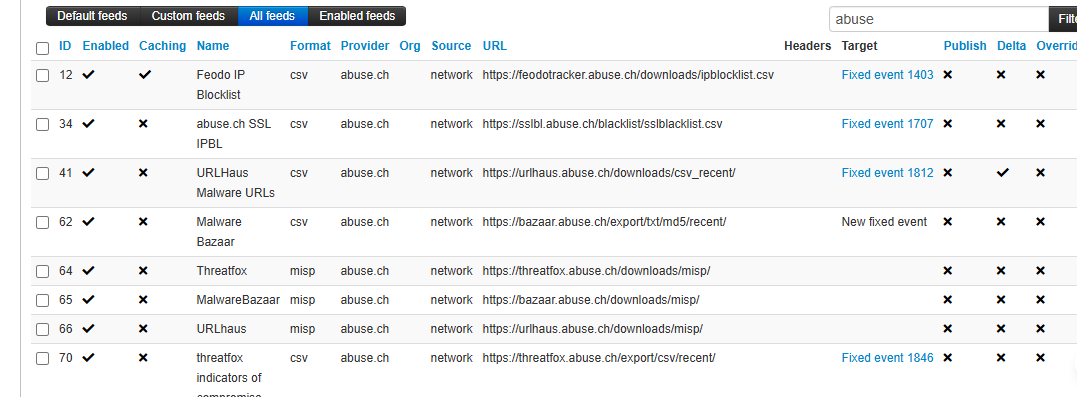 Default feeds Custom feeds All feeds Enabled feeds abuse Filte
ID Enabled Caching Name Format Provider Org Source URL Headers Target Publish Delta Overrid
12 Feodo IP csv abuse.ch network https://feodotracker.abuse.ch/downloads/ipblocklist.csv Fixed event 1403
Blocklist
34 abuse.ch SSL csv abuse.ch network https://sslbl.abuse.ch/blacklist/sslblacklist.csv Fixed event 1707
IPBL
41 URLHaus csv abuse.ch network https://urlhaus.abuse.ch/downloads/csv_recent/ Fixed event 1812
Malware URLs
62 Malware csv abuse.ch network https://bazaar.abuse.ch/export/txt/md5/recent/ New fixed event
Bazaar
64 Threatfox misp abuse.ch network https://threatfox.abuse.ch/downloads/misp/
65 MalwareBazaar misp abuse.ch network https://bazaar.abuse.ch/downloads/misp/
66 URLhaus misp abuse.ch network https://urlhaus.abuse.ch/downloads/misp/
70 threatfox csv abuse.ch network https://threatfox.abuse.ch/export/csv/recent/ Fixed event 1846
indicators of
compromise